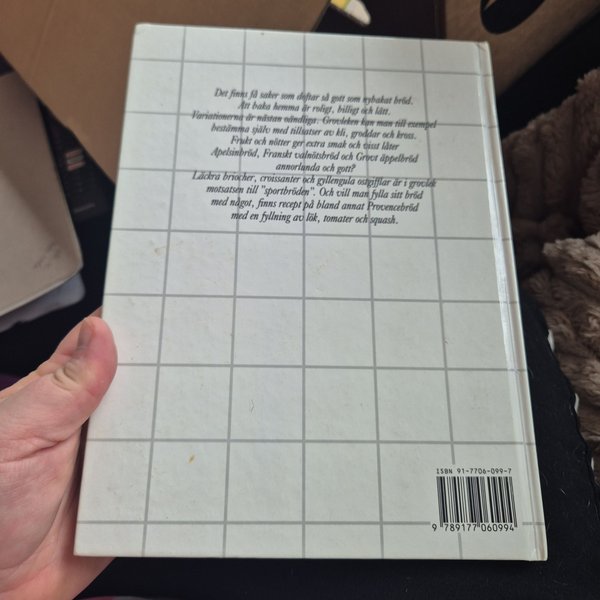 Det finns få saker som doftar så gott som nybakat bröd.
Att baka hemma är roligt, billigt och lätt.
Variationerna är nästan oändligt. Grovleken kan man till exempel
bestämma själv med tillsatser av kli, groddar och kross.
Frukt och nötter ger extra smak och visst låter
Apelsinbröd, Franskt valnötsbröd och Grovt äppelbröd
annorlunda och gott?
Läckra briocher, croissanter och gyllengula ostgifflar är i grovlek
motsatsen till "sportbröden". Och vill man fylla sitt bröd
med något, finns recept på bland annat Provencebröd
med en fyllning av lök, tomater och squash.
ISBN 91-7706-099-7
9 789177 060994